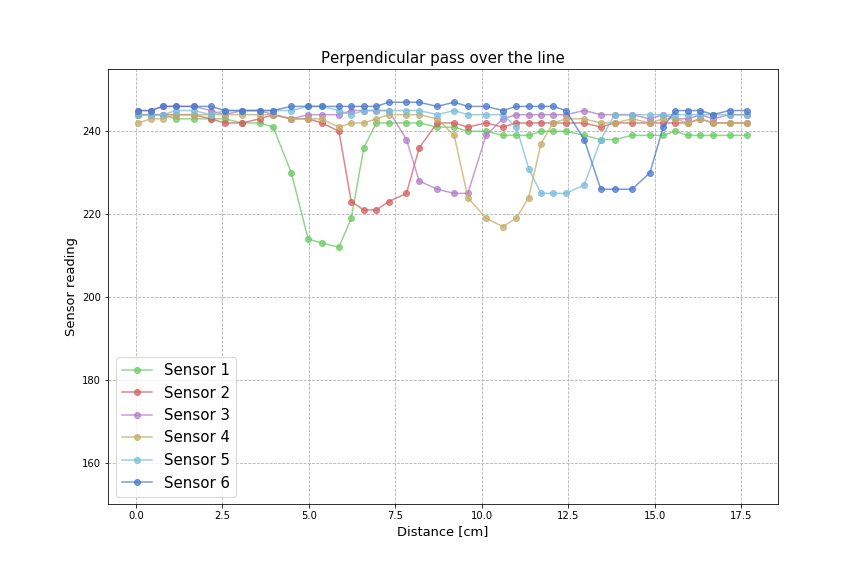 Perpendicular pass over the line
Sensor reading
240
220
200
180
160
Sensor 1
Sensor 2
Sensor 3
Sensor 4
Sensor 5
Sensor 6
0.0 2.5 5.0 7.5 10.0 12.5 15.0 17.5
Distance [cm]